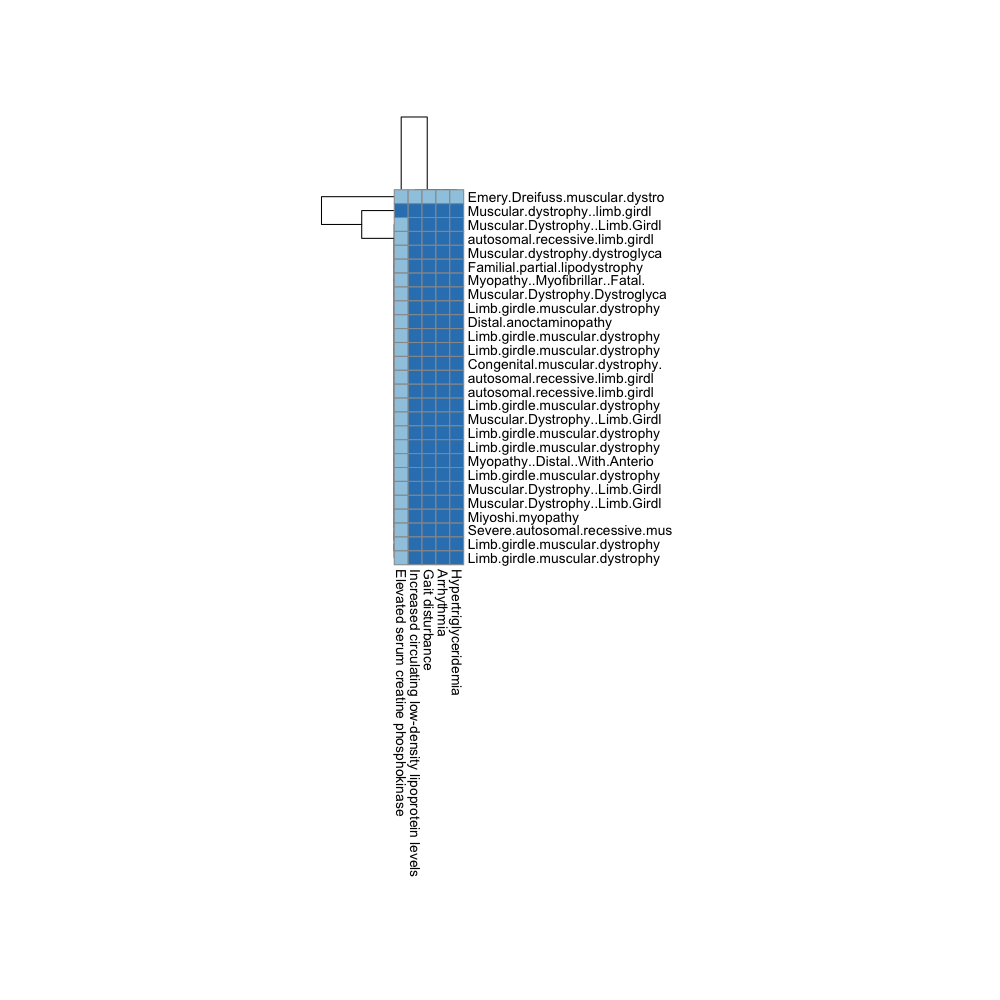 Emery.Dreifuss.muscular.dystro
Muscular.dystrophy..limb.girdl
Muscular.Dystrophy..Limb.Girdl
autosomal.recessive.limb.girdl
Muscular.dystrophy.dystroglyca
Familial.partial.lipodystrophy
Myopathy..Myofibrillar..Fatal.
Muscular.Dystrophy.Dystroglyca
Limb.girdle.muscular.dystrophy
Distal.anoctaminopathy
Limb.girdle.muscular.dystrophy
Limb.girdle.muscular.dystrophy
Congenital.muscular.dystrophy.
autosomal.recessive.limb.girdl
autosomal.recessive.limb.girdl
Limb.girdle.muscular.dystrophy
Muscular.Dystrophy..Limb.Girdl
Limb.girdle.muscular.dystrophy
Limb.girdle.muscular.dystrophy
Myopathy..Distal..With.Anterio
Limb.girdle.muscular.dystrophy
Muscular.Dystrophy..Limb.Girdl
Muscular.Dystrophy..Limb.Girdl
Miyoshi.myopathy
Severe.autosomal.recessive.mus
Limb.girdle.muscular.dystrophy
Limb.girdle.muscular.dystrophy
Elevated serum creatine phosphokinase
Increased circulating low-density lipoprotein levels
Gait disturbance
Arrhythmia
Hypertriglyceridemia